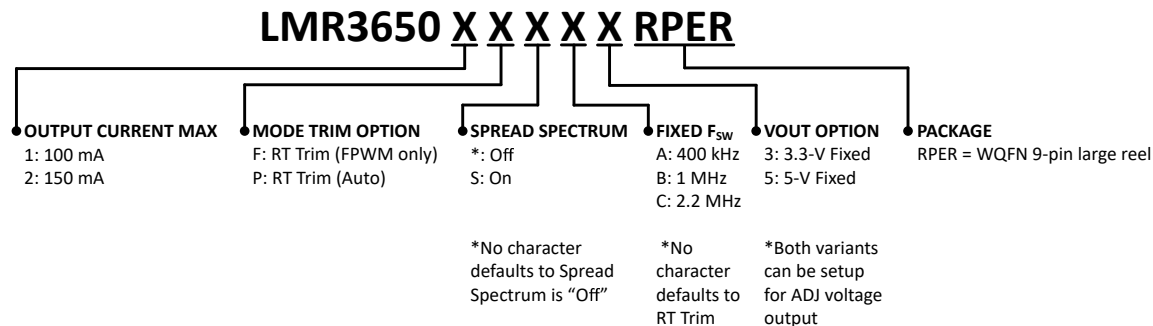 LMR3650 X X X X X RPER
OUTPUT CURRENT MAX
1: 100 mA
2: 150 mA
MODE TRIM OPTION
F: RT Trim (FPWM only)
P: RT Trim (Auto)
SPREAD SPECTRUM
*: Off
S: On
*No character
defaults to Spread
Spectrum is “Off”
FIXED FSW
A: 400 kHz
B: 1 MHz
C: 2.2 MHz
*No
character
defaults to
RT Trim
VOUT OPTION
3: 3.3-V Fixed
5: 5-V Fixed
*Both variants
can be setup
for ADJ voltage
output
PACKAGE
RPER = WQFN 9-pin large reel